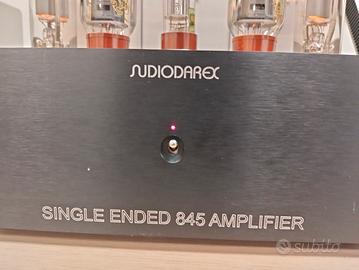 AUDIODAREX
SINGLE ENDED 845 AMPLIFIER
subito